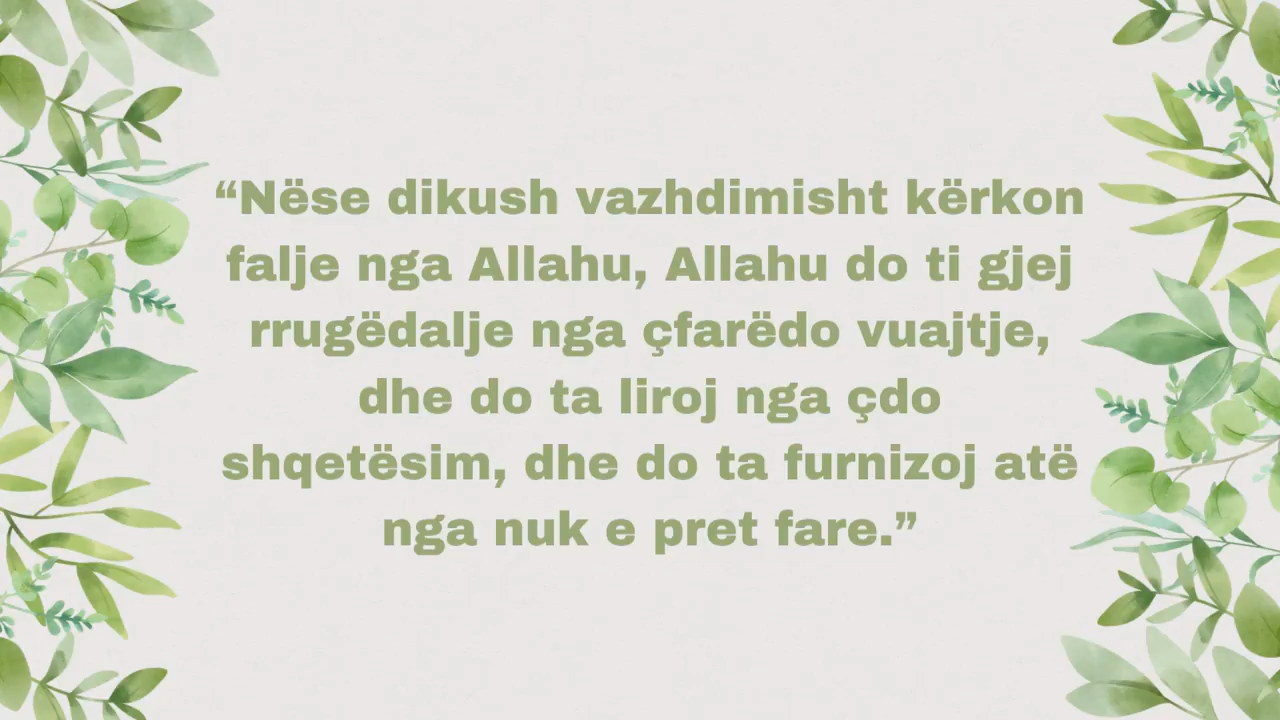 “Nëse dikush vazhdimisht kërkon
falje nga Allahu, Allahu do ti gjej
rrugëdalje nga çfarëdo vuajtje,
dhe do ta liroj nga çdo
shqetësim, dhe do ta furnizoj atë
nga nuk e pret fare.”